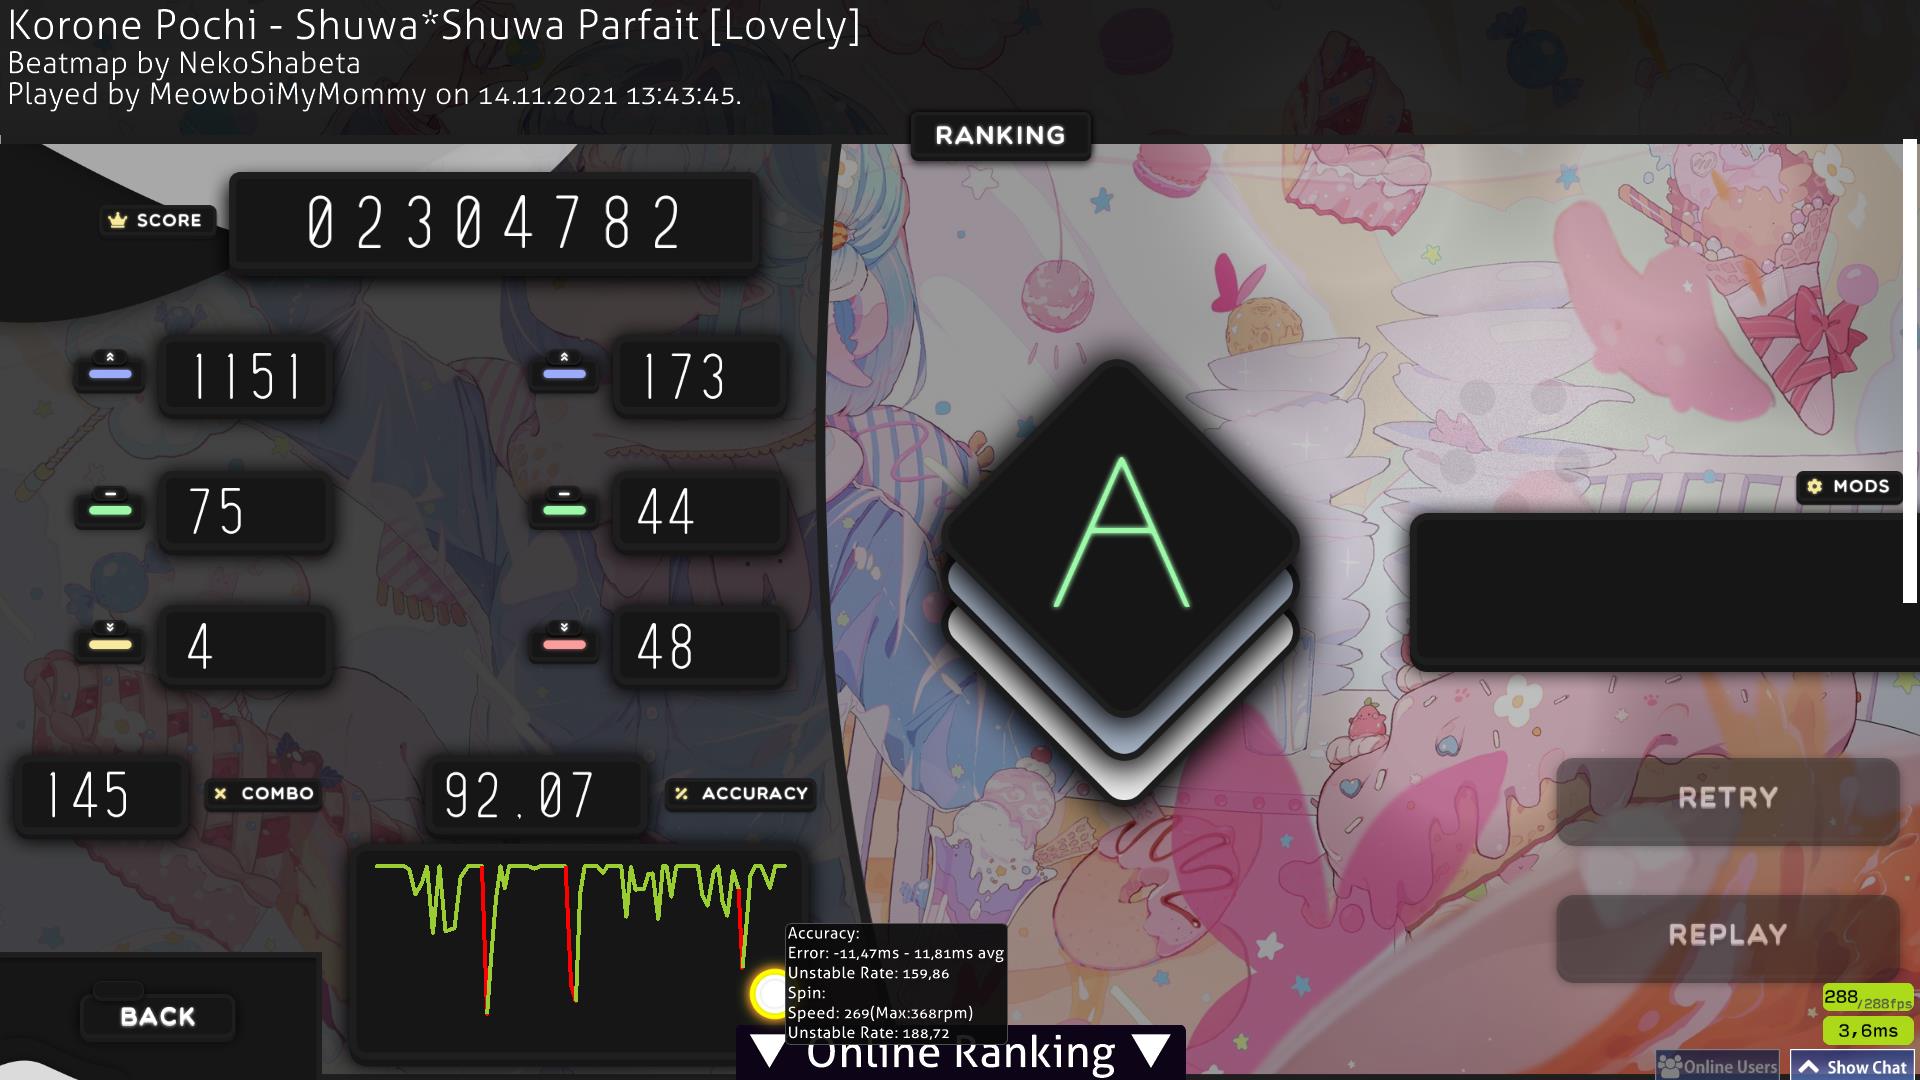 Korone Pochi - Shuwa*Shuwa Parfait [Lovely]
Beatmap by NekoShabeta
Played by MeowboiMyMommy on 14.11.2021 13:43:45.
RANKING
SCORE
02304782
1151
173
75
44
4
48
MODS
145
COMBO
92.07
ACCURACY
RETRY
REPLAY
Accuracy:
Error: -11,47ms - 11,81ms avg
Unstable Rate: 159,86
Spin:
Speed: 269(Max:368rpm)
Unstable Rate: 188,72
A
BACK
Online Ranking
288/288fps
3,6ms
Online Users
Show Chat